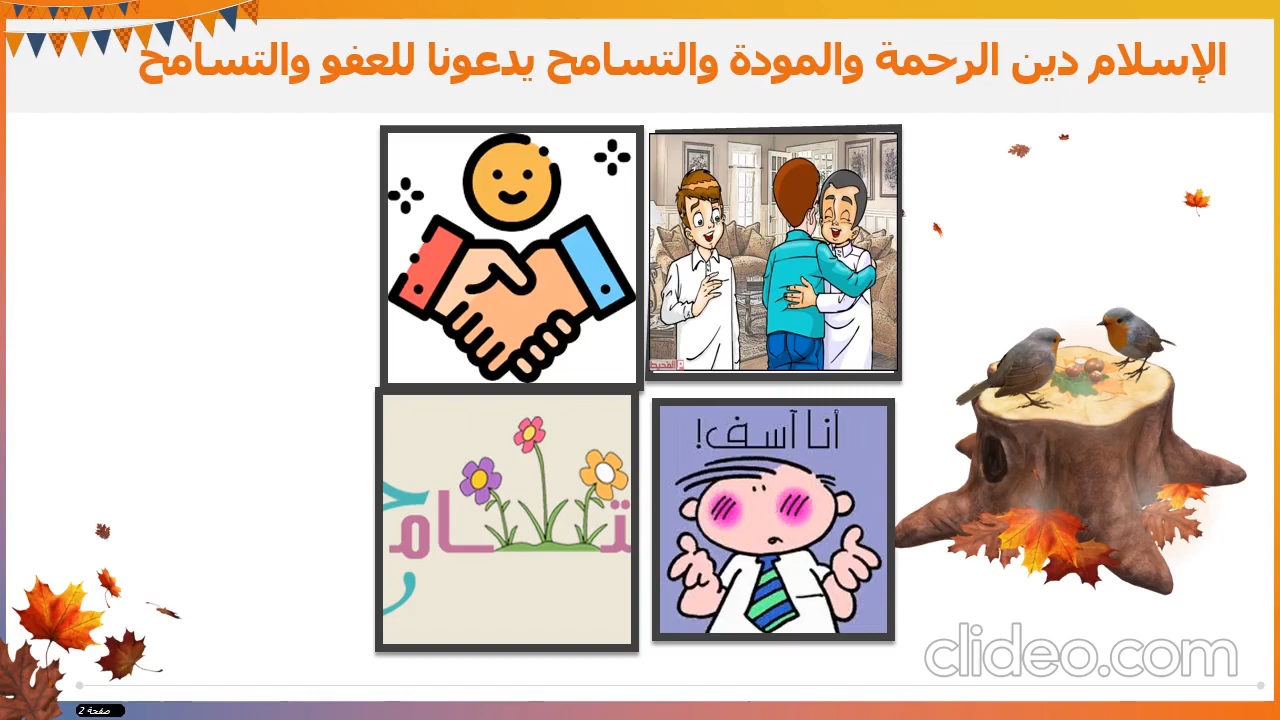 الإسلام دين الرحمة والمودة والتسامح يدعونا للعفو والتسامح
أنا آسف!
clideo.com
صفحة 2